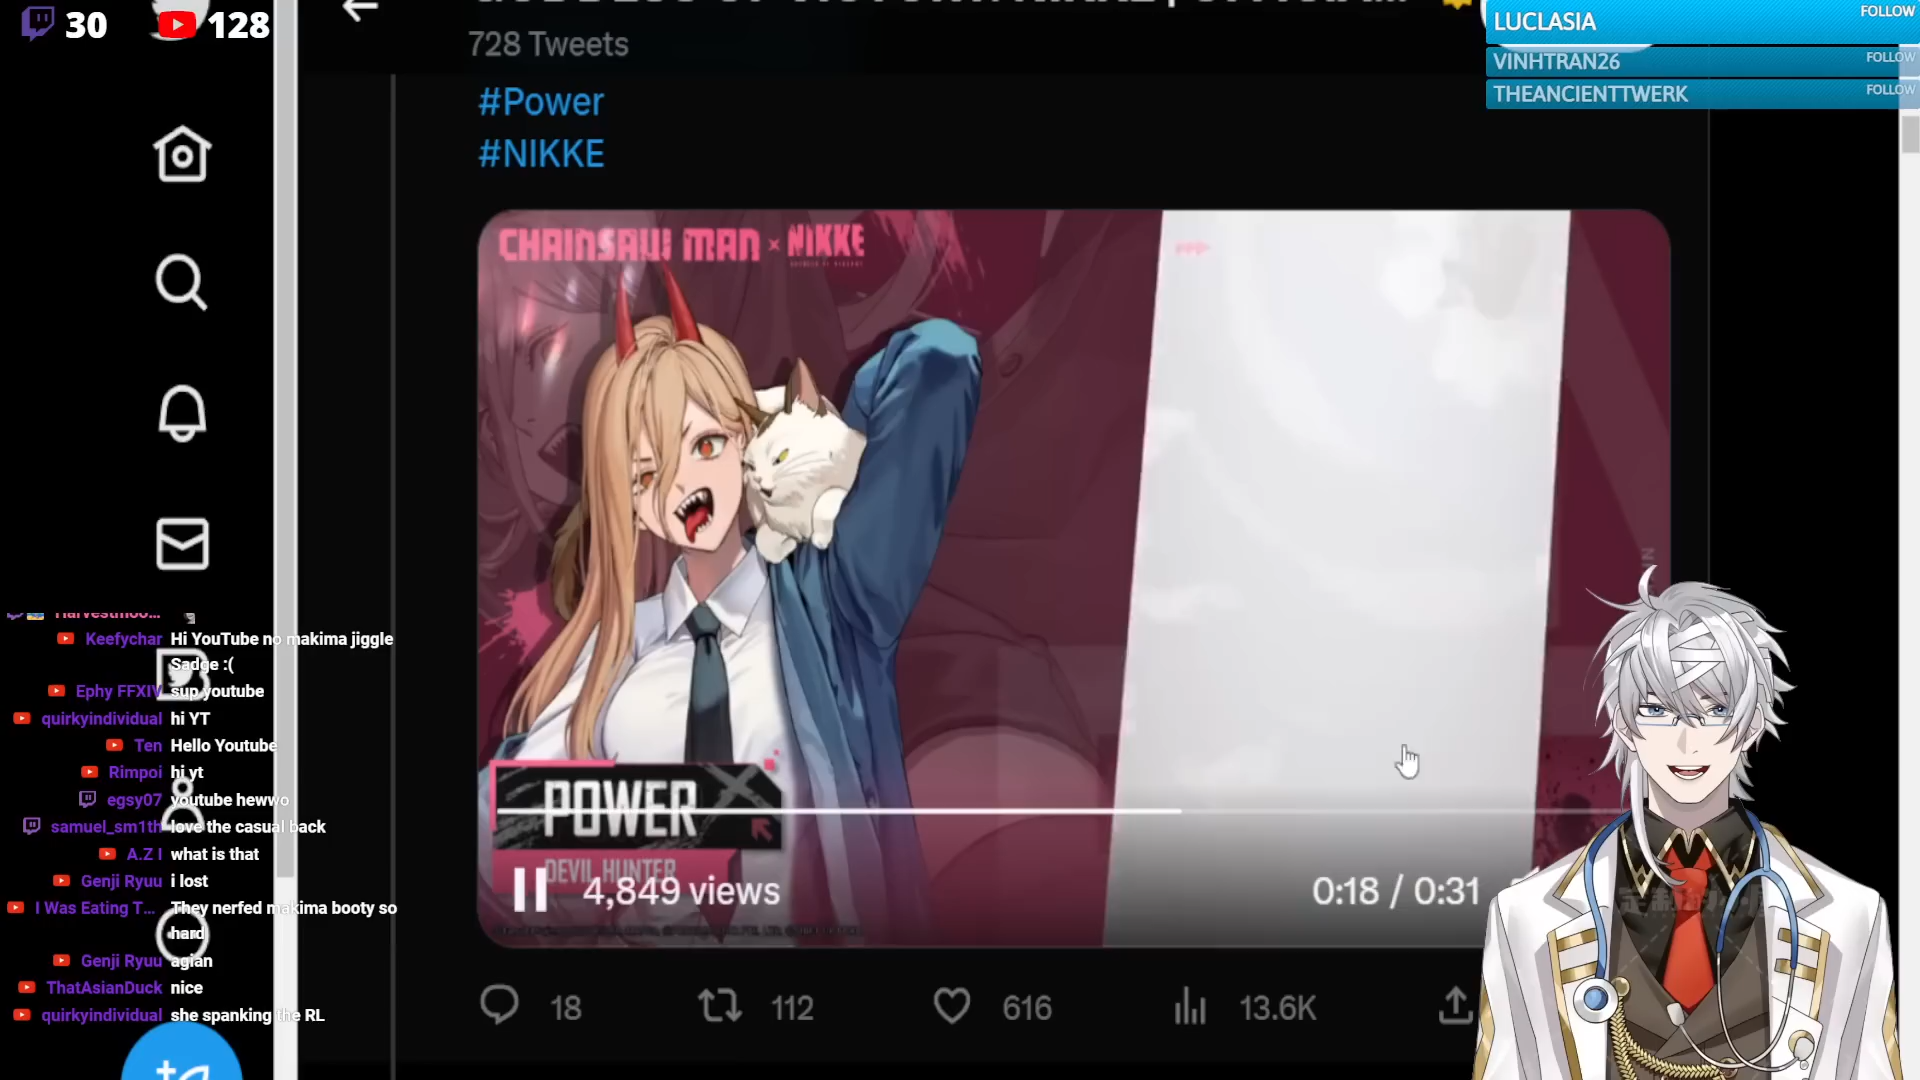 30
128
728 Tweets
#Power
#NIKKE
CHAINSAW MAN × NIKKE
POWER
DEVIL HUNTER
4,849 views
0:18 / 0:31
18
112
616
13.6K
LUCLASIA FOLLOW
VINHTRAN26 FOLLOW
THEANCIENTTWERK FOLLOW
Keefychar Hi YouTube no makima jiggle
Sadge :(
Ephy FFXIV sup youtube
quirkyindividual hi YT
Ten Hello Youtube
Rimpoi hi yt
egsy07 youtube hewwo
samuel_sm1th love the casual back
A.Z I what is that
Genji Ryuu i lost
I Was Eating T... They nerfed makima booty so
hard
Genji Ryuu agian
ThatAsianDuck nice
quirkyindividual she spanking the RL